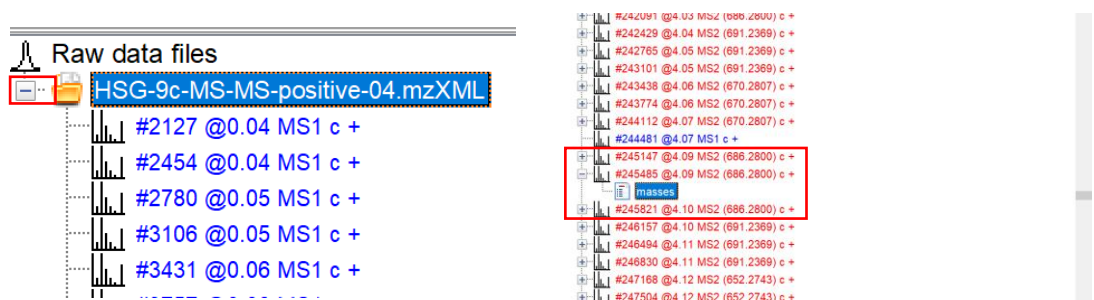 Raw data files
HSG-9c-MS-MS-positive-04.mzXML
#2127 @0.04 MS1 c +
#2454 @0.04 MS1 c +
#2780 @0.05 MS1 c +
#3106 @0.05 MS1 c +
#3431 @0.06 MS1 c +
#242091 @4.03 MS2 (686.2800) c +
#242429 @4.04 MS2 (691.2369) c +
#242765 @4.05 MS2 (691.2369) c +
#243101 @4.05 MS2 (691.2369) c +
#243438 @4.06 MS2 (670.2807) c +
#243774 @4.06 MS2 (670.2807) c +
#244112 @4.07 MS2 (670.2807) c +
#244481 @4.07 MS1 c +
#245147 @4.09 MS2 (686.2800) c +
#245485 @4.09 MS2 (686.2800) c +
masses
#245821 @4.10 MS2 (686.2800) c +
#246157 @4.10 MS2 (691.2369) c +
#246494 @4.11 MS2 (691.2369) c +
#246830 @4.11 MS2 (691.2369) c +
#247168 @4.12 MS2 (652.2743) c +
#247504 @4.12 MS2 (652.2743) c +